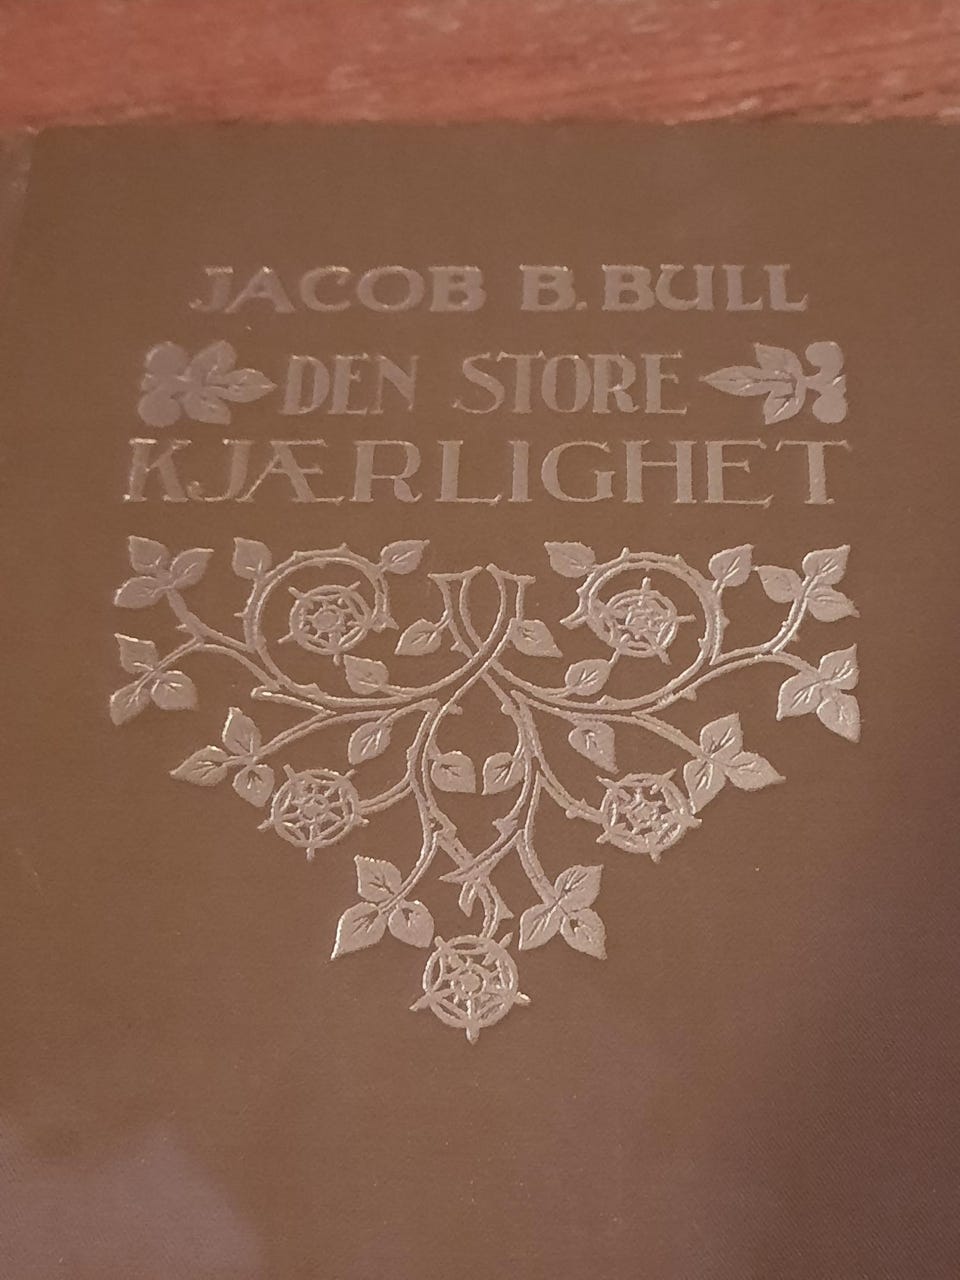 JACOB B. BULL
DEN STORE
KJÆRLIGHET